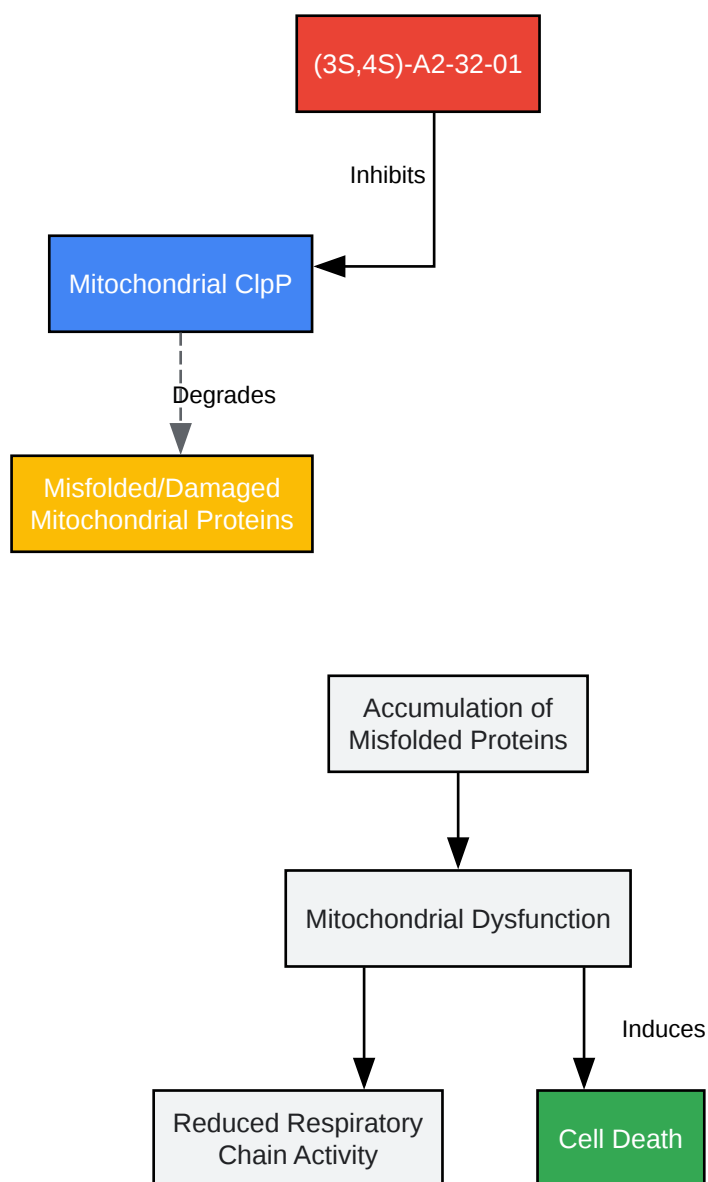 (3S,4S)-A2-32-01
Inhibits
Mitochondrial ClpP
Degrades
Misfolded/Damaged
Mitochondrial Proteins
Accumulation of
Misfolded Proteins
Mitochondrial Dysfunction
Induces
Reduced Respiratory
Chain Activity
Cell Death